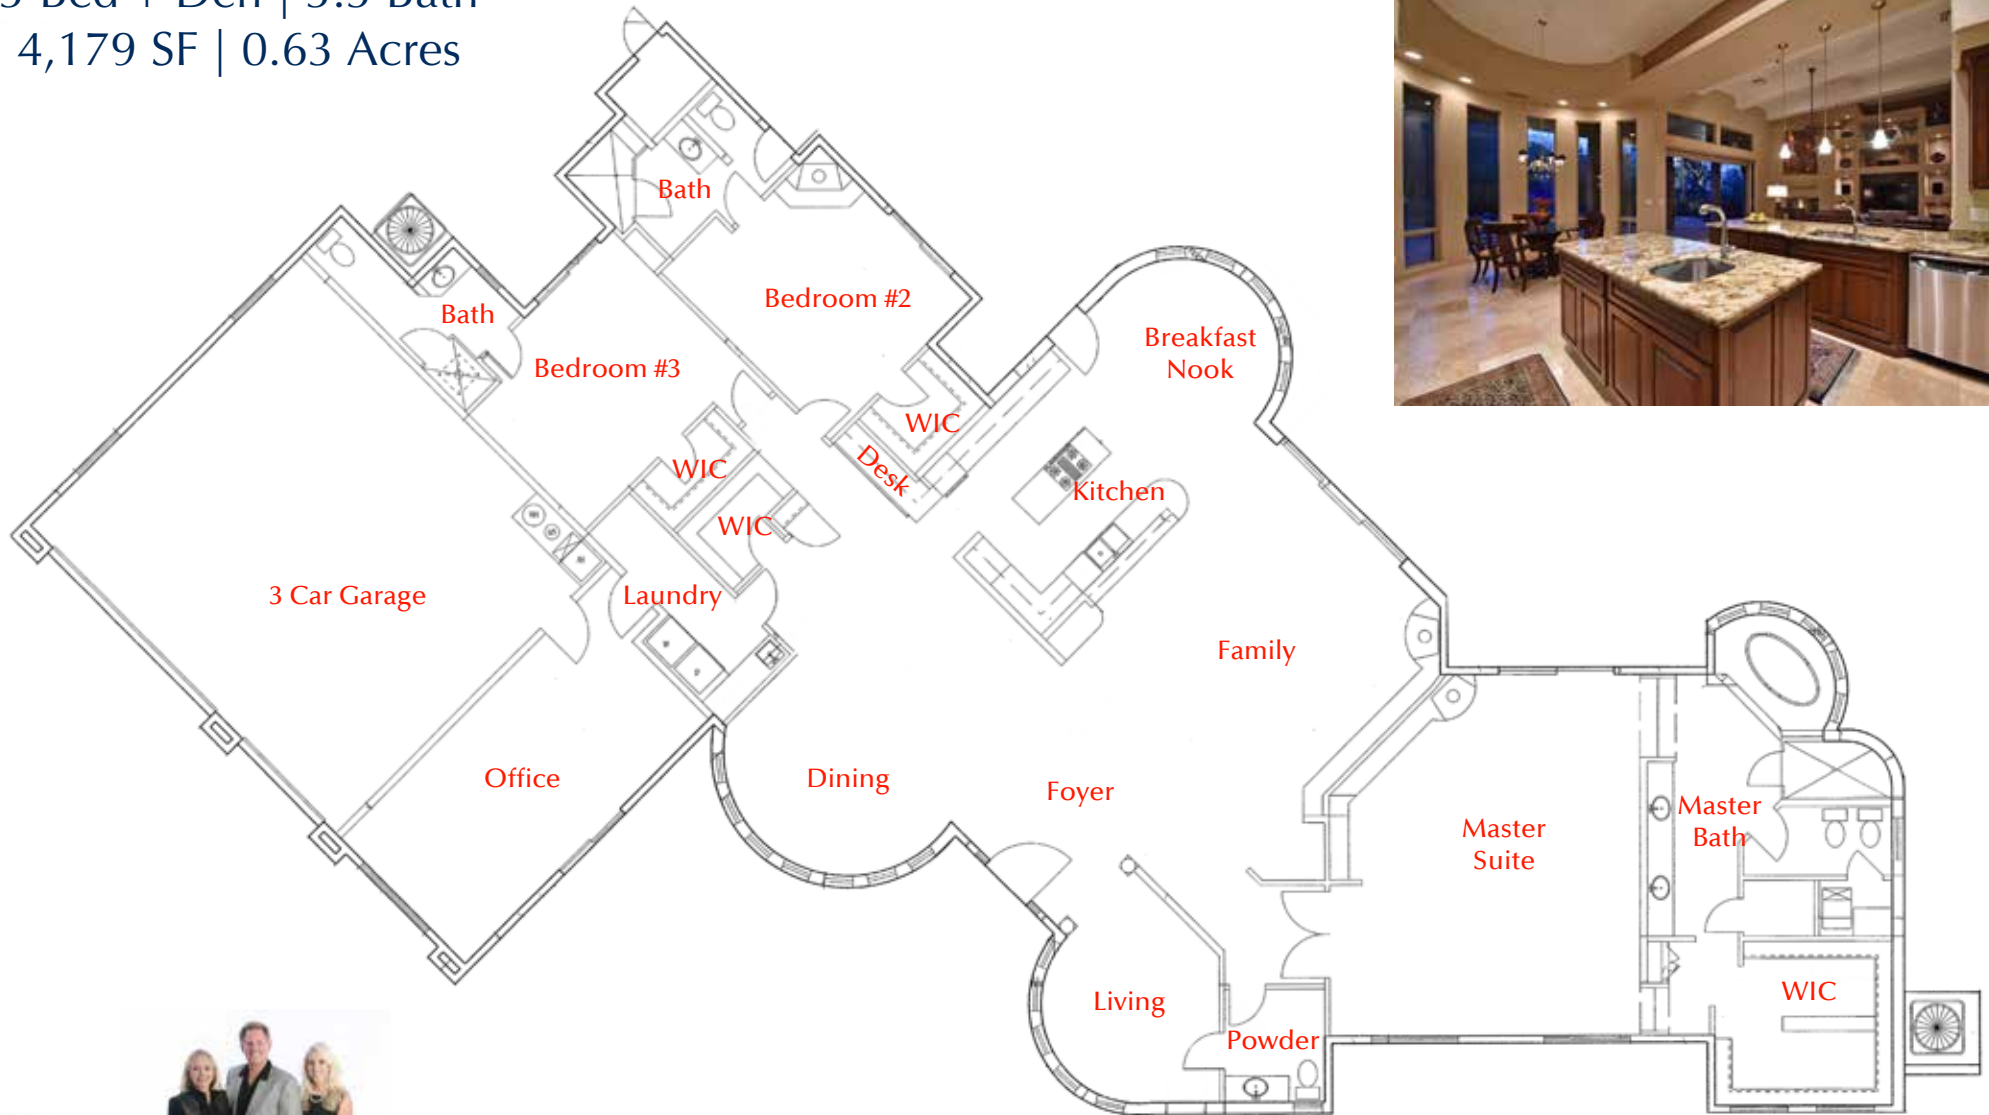 4,179 SF | 0.63 Acres
Bath
Bedroom #2
Bath
Bedroom #3
Breakfast
Nook
WIC
Desk
WIC
WIC
Kitchen
3 Car Garage
Laundry
Family
Office
Dining
Foyer
Master
Suite
Master
Bath
Living
WIC
Powder